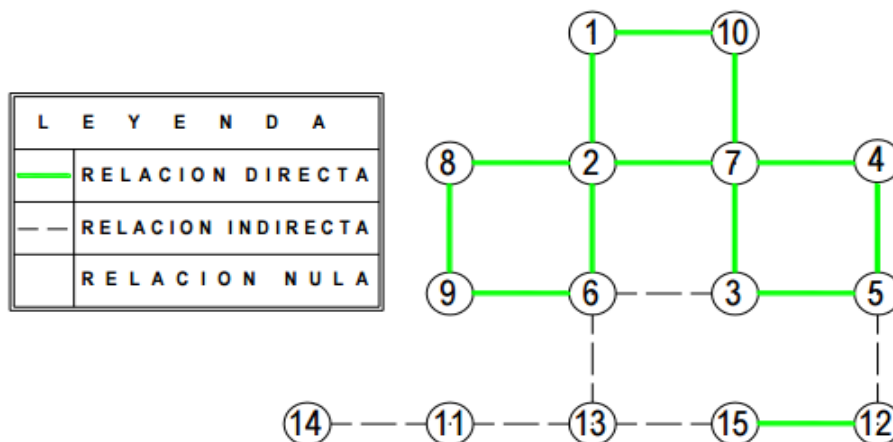 1 10
L E Y E N D A
RELACION DIRECTA
8 2 7 4
RELACION INDIRECTA
RELACION NULA
9 6 3 5
14 11 13 15 12